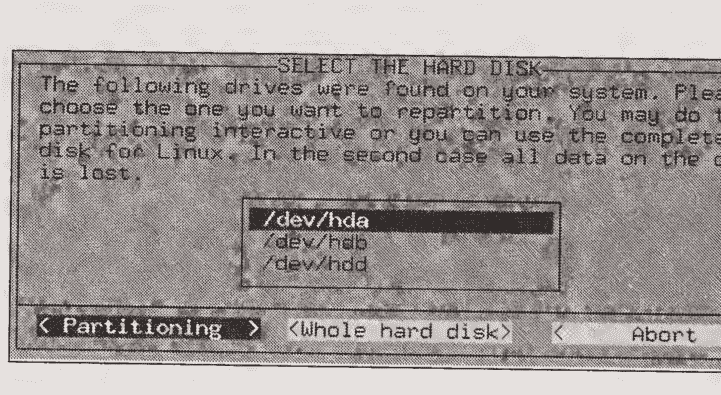 SELECT THE HARD DISK
The following drives were found on your system. Plea
choose the one you want to repartition. You may do t
partitioning interactive or you can use the complete
disk for Linux. In the second case all data on the d
is lost.
/dev/hda
/dev/hdb
/dev/hdd
< Partitioning > <Whole hard disk> < Abort